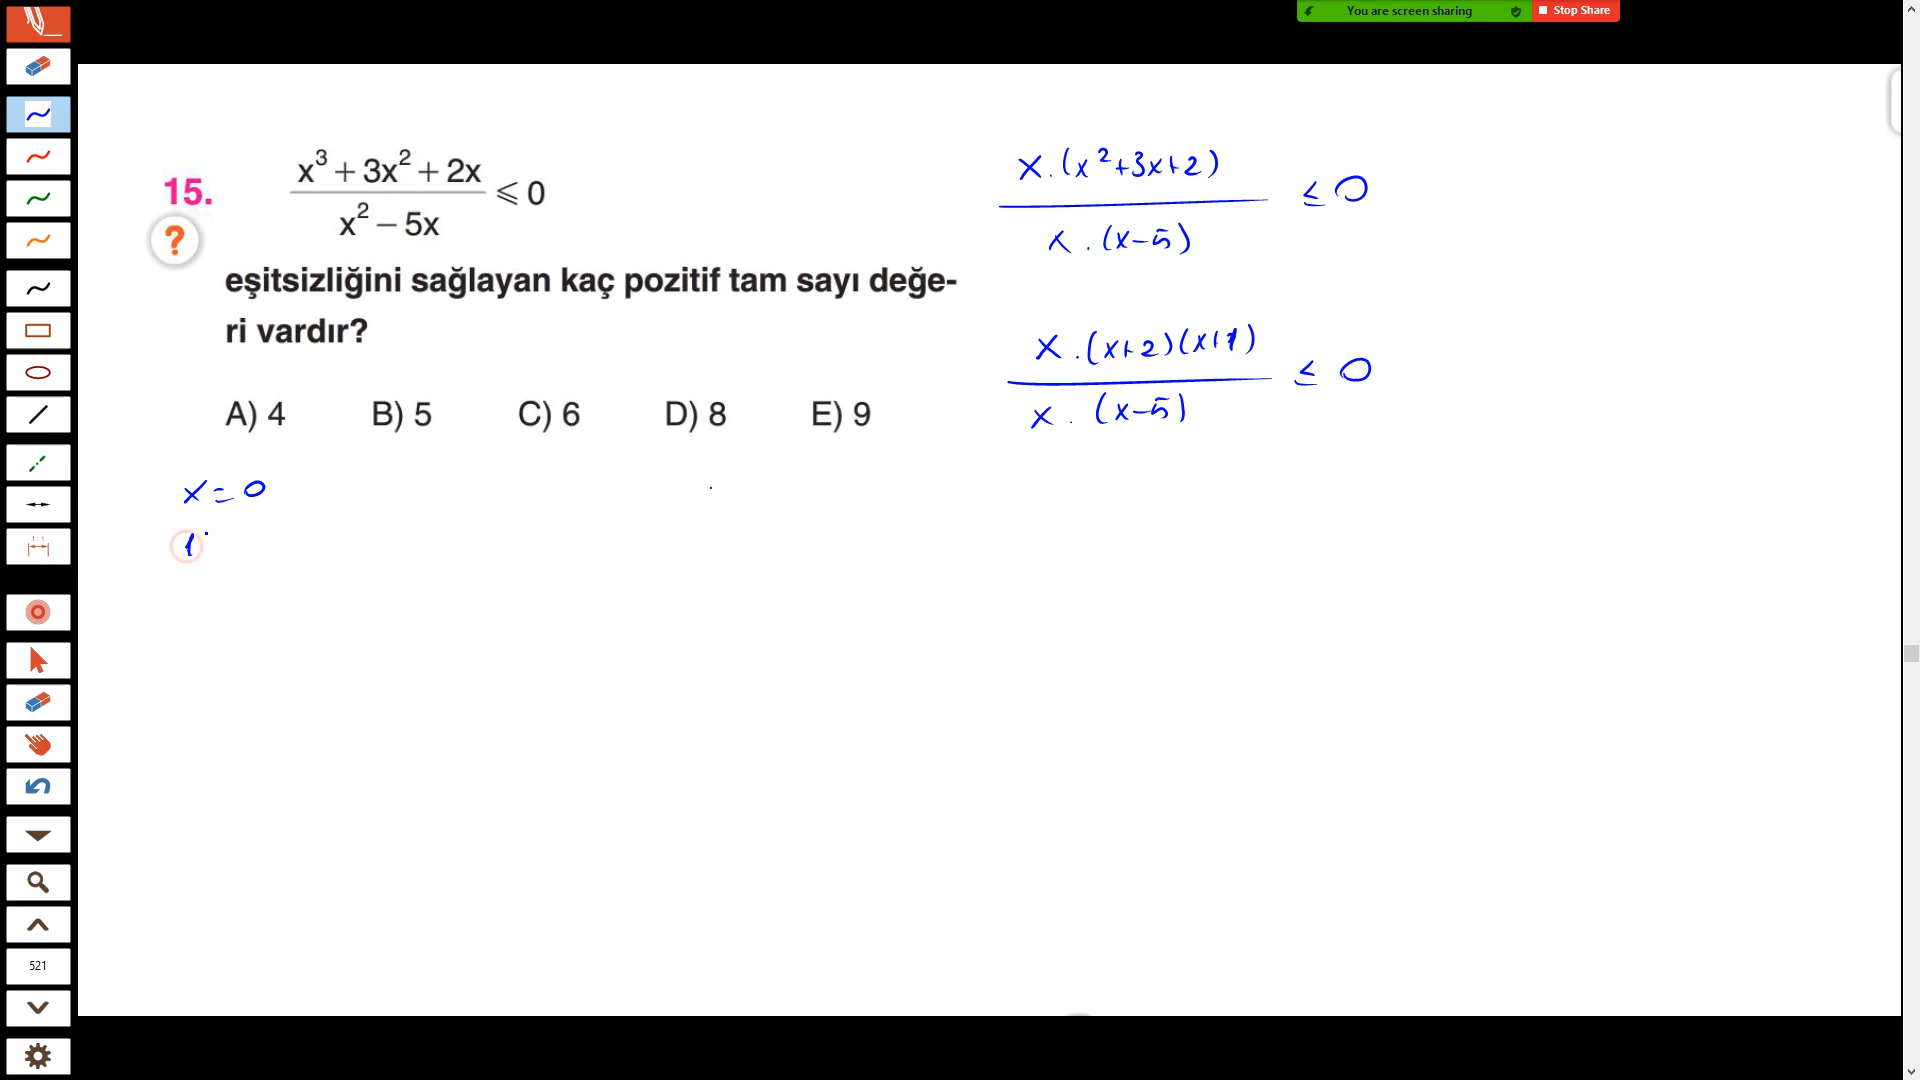 You are screen sharing
Stop Share
15.
x³ + 3x² + 2x
x² − 5x
⩽ 0
?
eşitsizliğini sağlayan kaç pozitif tam sayı değe-
ri vardır?
A) 4 B) 5 C) 6 D) 8 E) 9
x = 0
x.(x²+3x+2)
x.(x−5)
≤ 0
x.(x+2)(x+1)
x.(x−5)
≤ 0
1:1
521